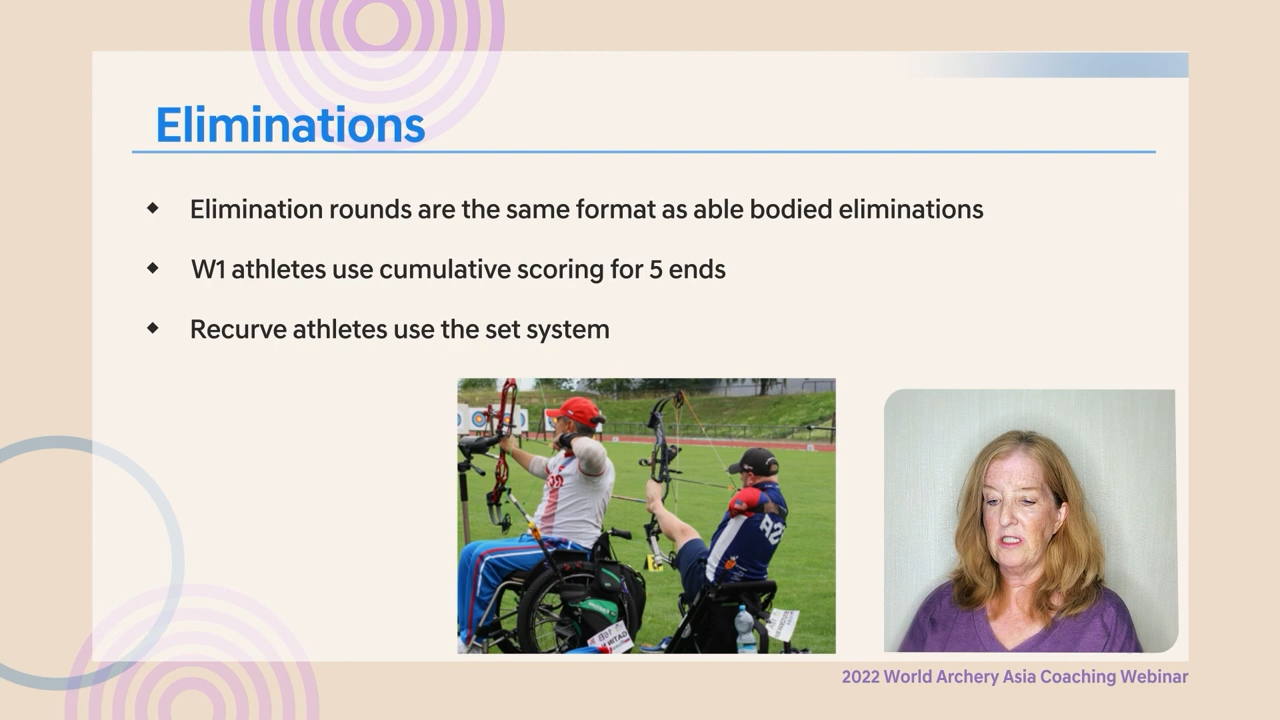 Eliminations
Elimination rounds are the same format as able bodied eliminations
W1 athletes use cumulative scoring for 5 ends
Recurve athletes use the set system
2022 World Archery Asia Coaching Webinar